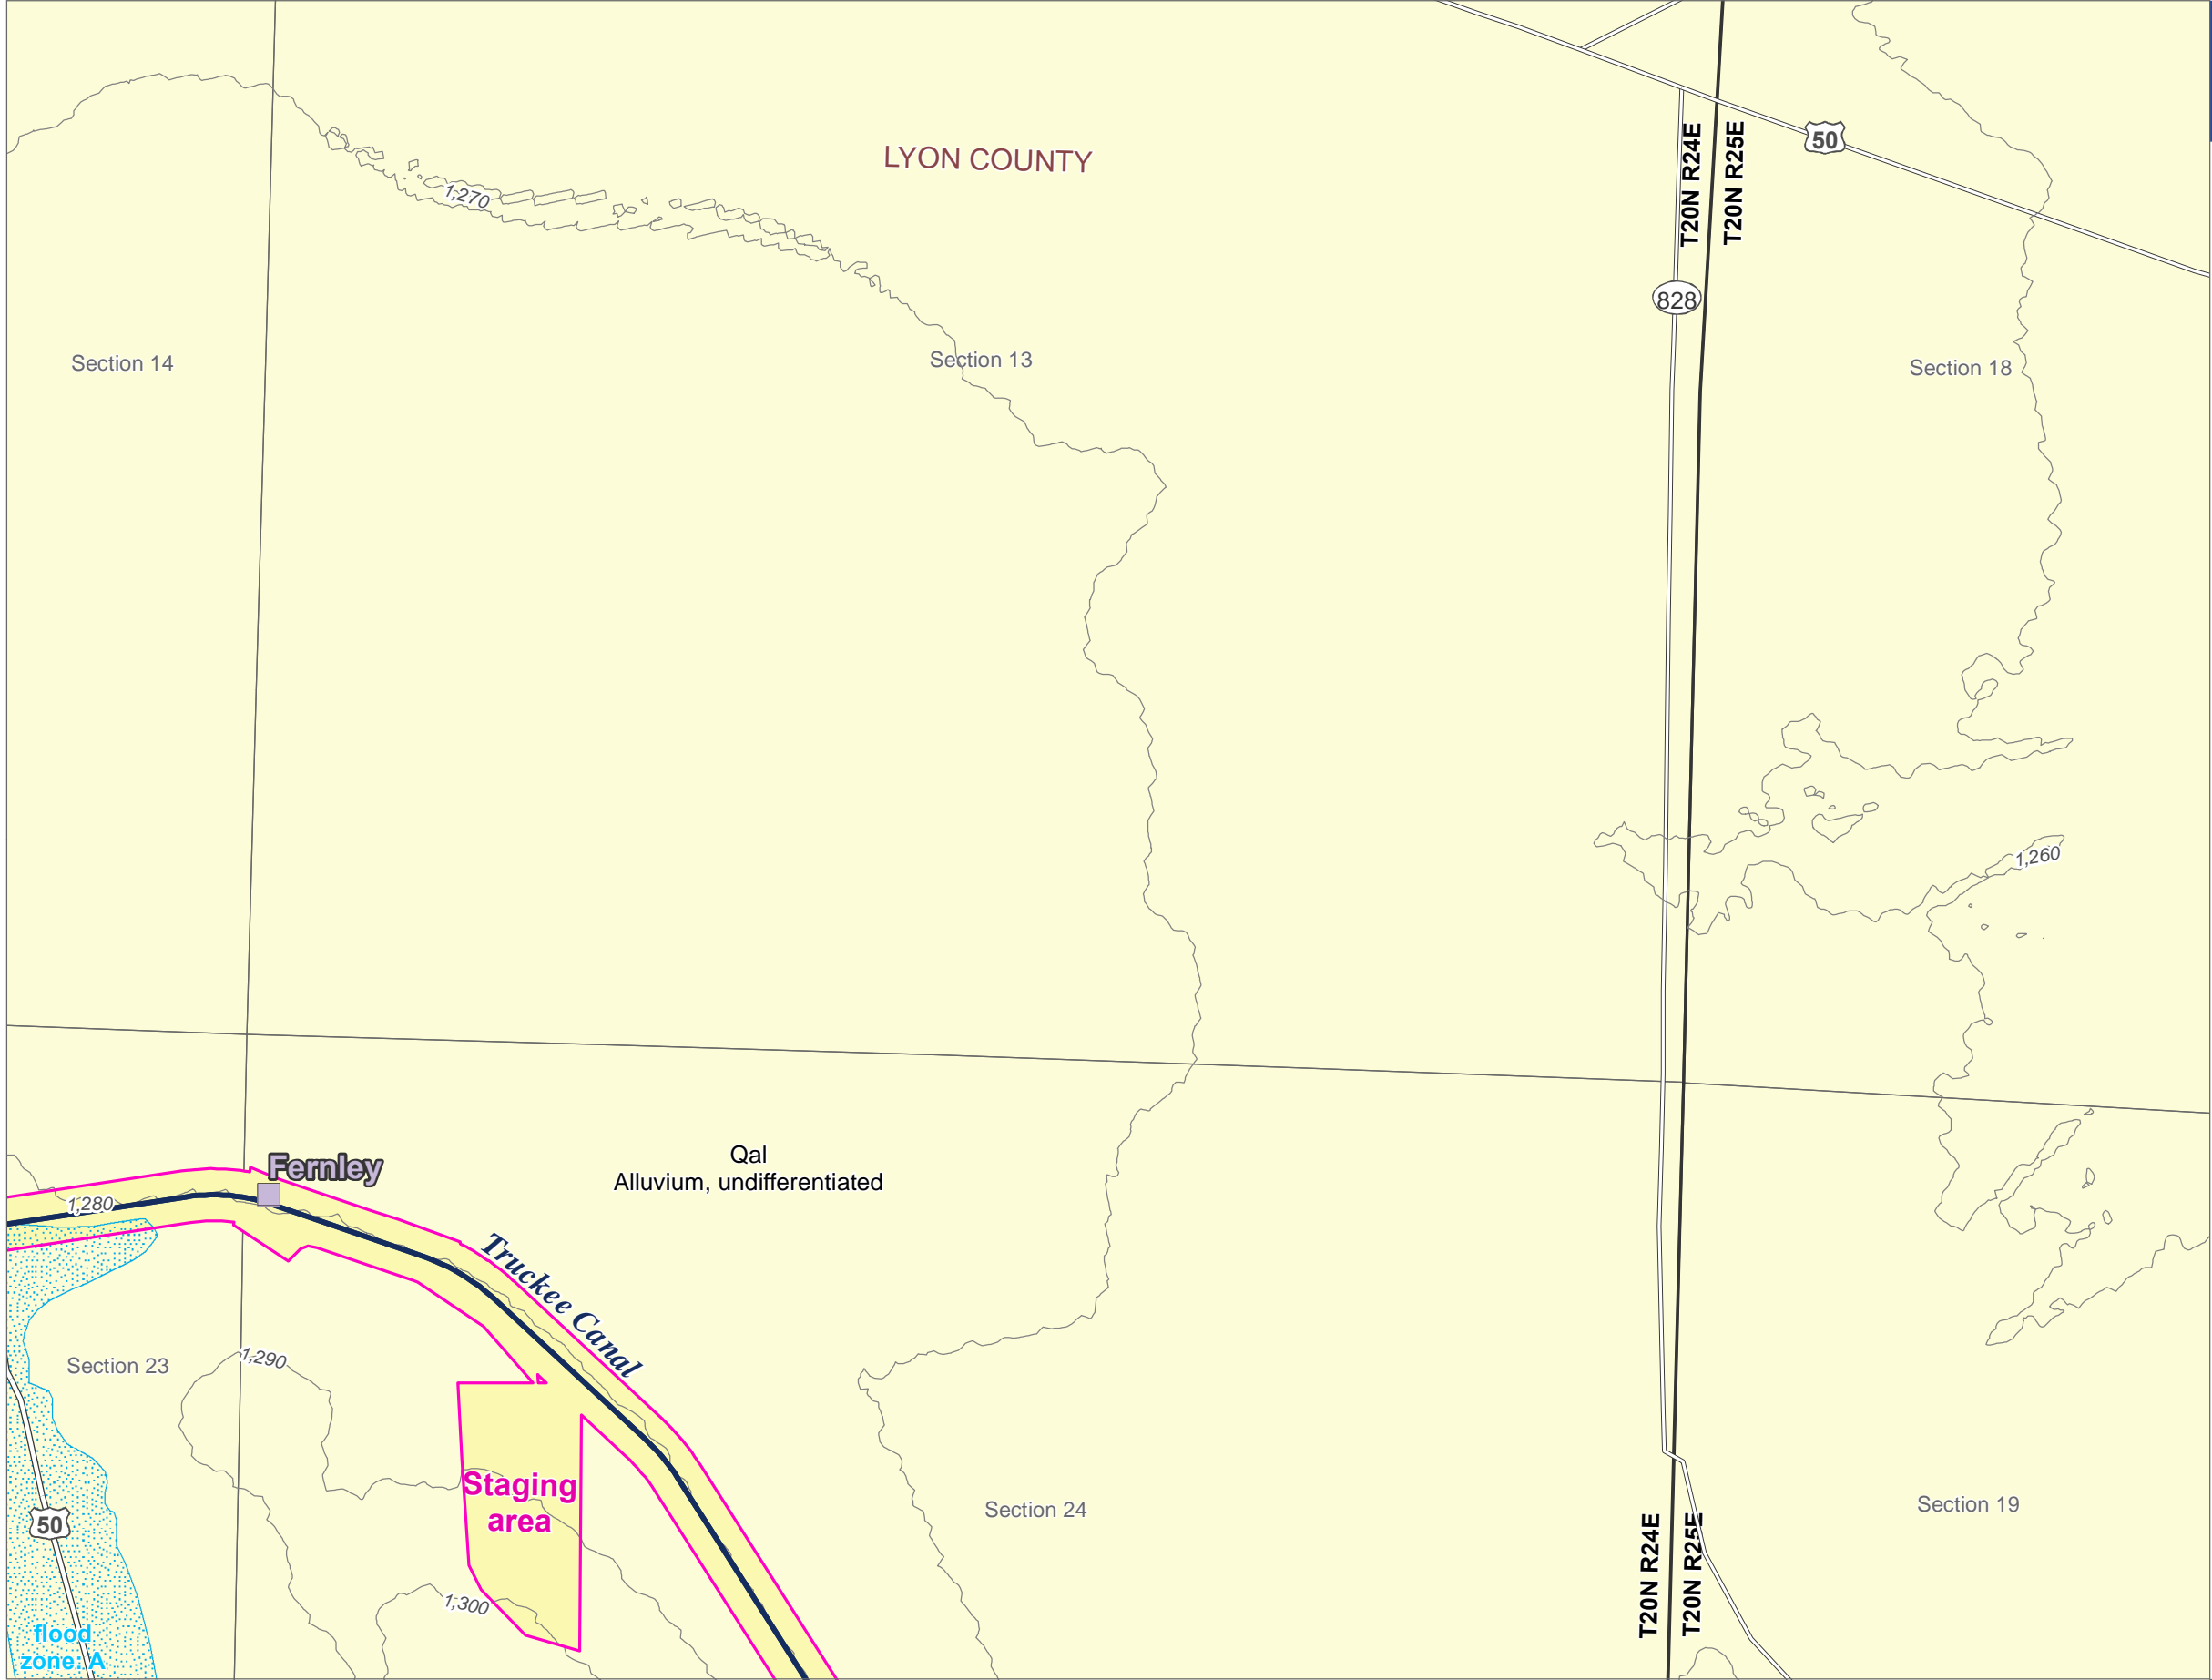 LYON COUNTY
50
T20N R24E
T20N R25E
1,270
828
Section 14
Section 13
Section 18
1,260
Qal
Alluvium, undifferentiated
Fernley
1,280
Truckee Canal
Section 23
1,290
Staging
area
Section 24
Section 19
50
T20N R24E
T20N R25E
1,300
flood
zone: A